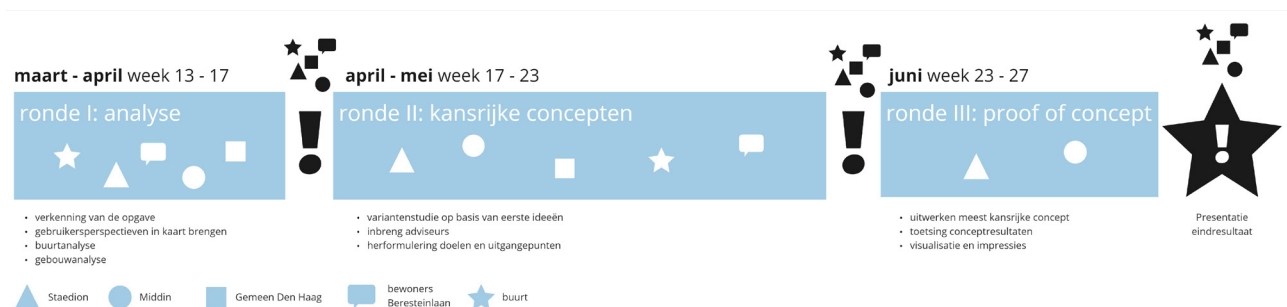 maart - april week 13 - 17
ronde I: analyse
• verkenning van de opgave
• gebruikersperspectieven in kaart brengen
• buurtanalyse
• gebouwanalyse
!
april - mei week 17 - 23
ronde II: kansrijke concepten
• variantenstudie op basis van eerste ideeën
• inbreng adviseurs
• herformulering doelen en uitgangepunten
!
juni week 23 - 27
ronde III: proof of concept
• uitwerken meest kansrijke concept
• toetsing conceptresultaten
• visualisatie en impressies
!
Presentatie
eindresultaat
Staedion
Middin
Gemeen Den Haag
bewoners
Beresteinlaan
buurt